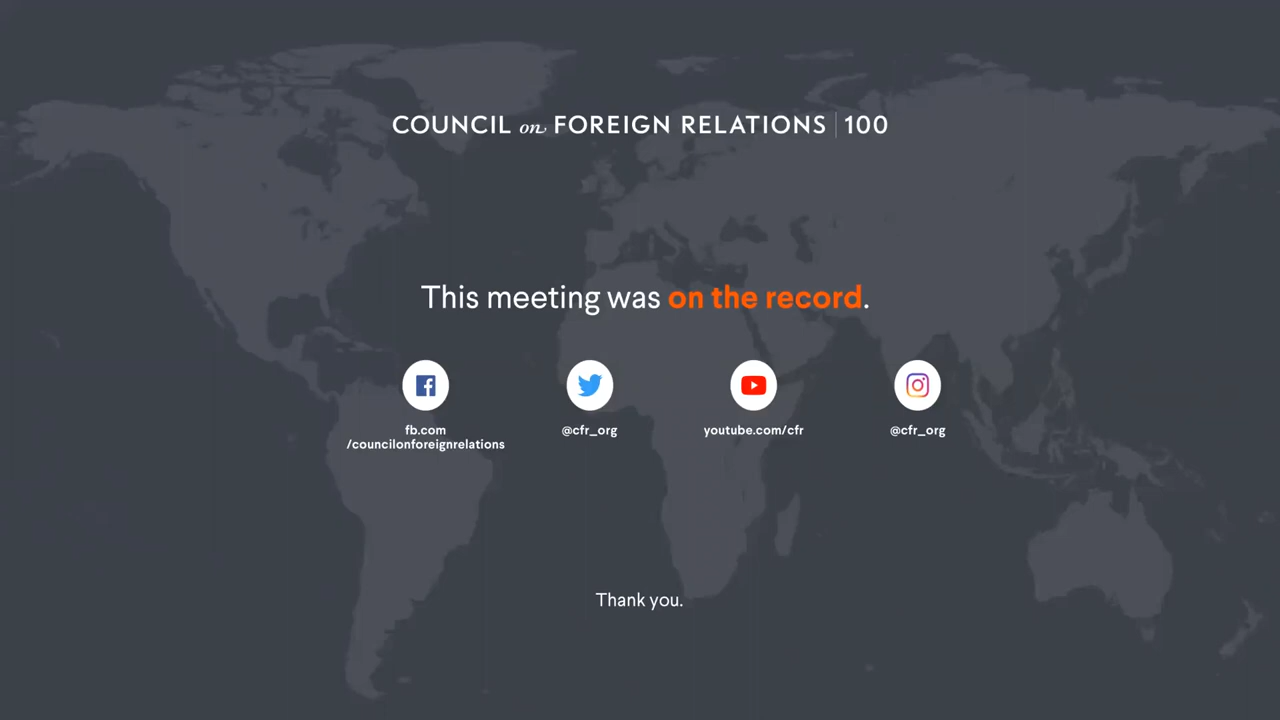 COUNCIL on FOREIGN RELATIONS | 100
This meeting was on the record.
fb.com
/councilonforeignrelations
@cfr_org
youtube.com/cfr
@cfr_org
Thank you.